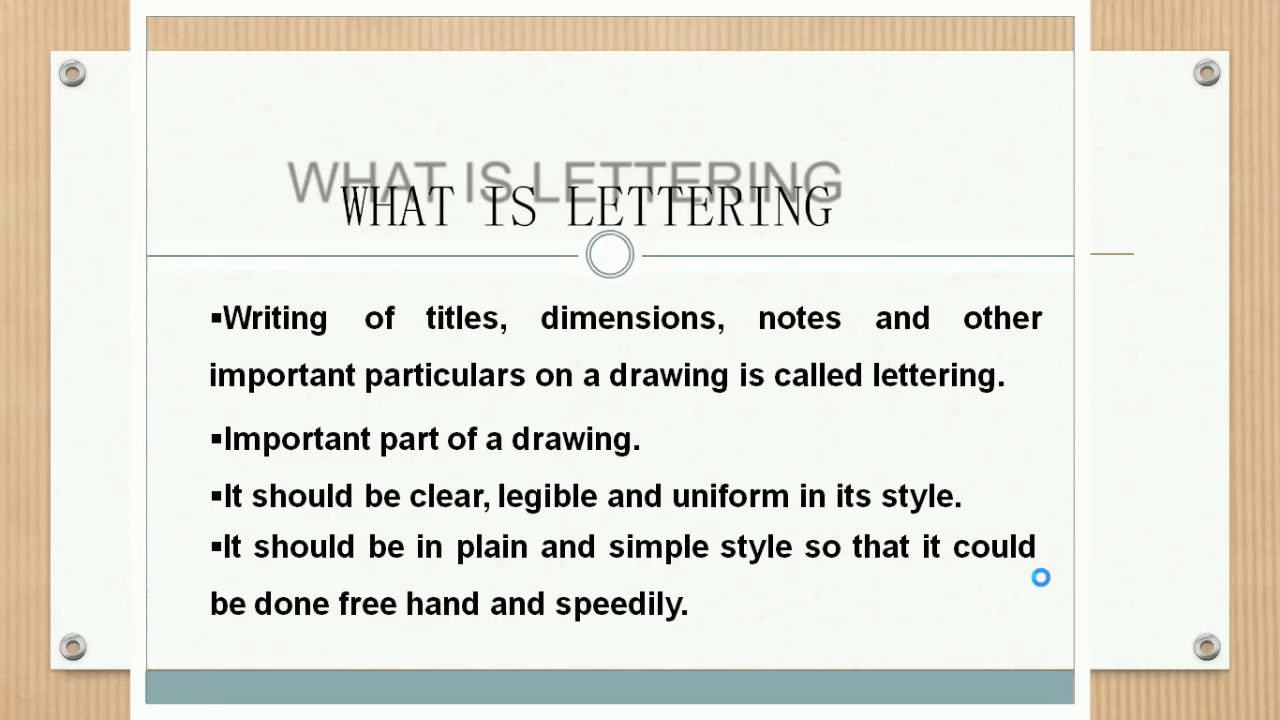 WHAT IS LETTERING
WHAT IS LETTERING
▪Writing of titles, dimensions, notes and other
important particulars on a drawing is called lettering.
▪Important part of a drawing.
▪It should be clear, legible and uniform in its style.
▪It should be in plain and simple style so that it could
be done free hand and speedily.